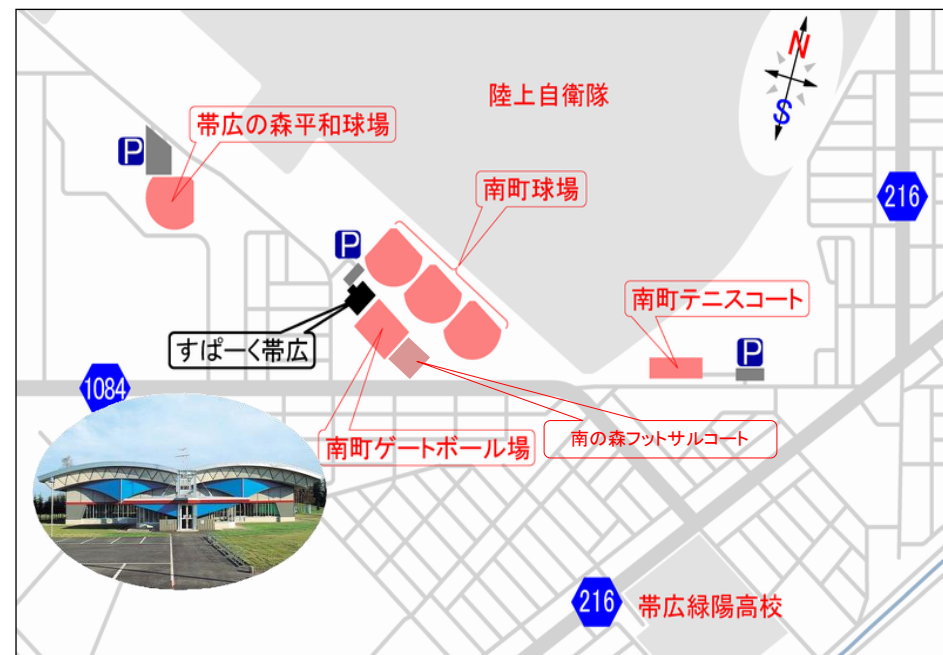 N
S
陸上自衛隊
帯広の森平和球場
P
南町球場
216
P
南町テニスコート
すぱーく帯広
P
1084
南町ゲートボール場
南の森フットサルコート
216
帯広緑陽高校